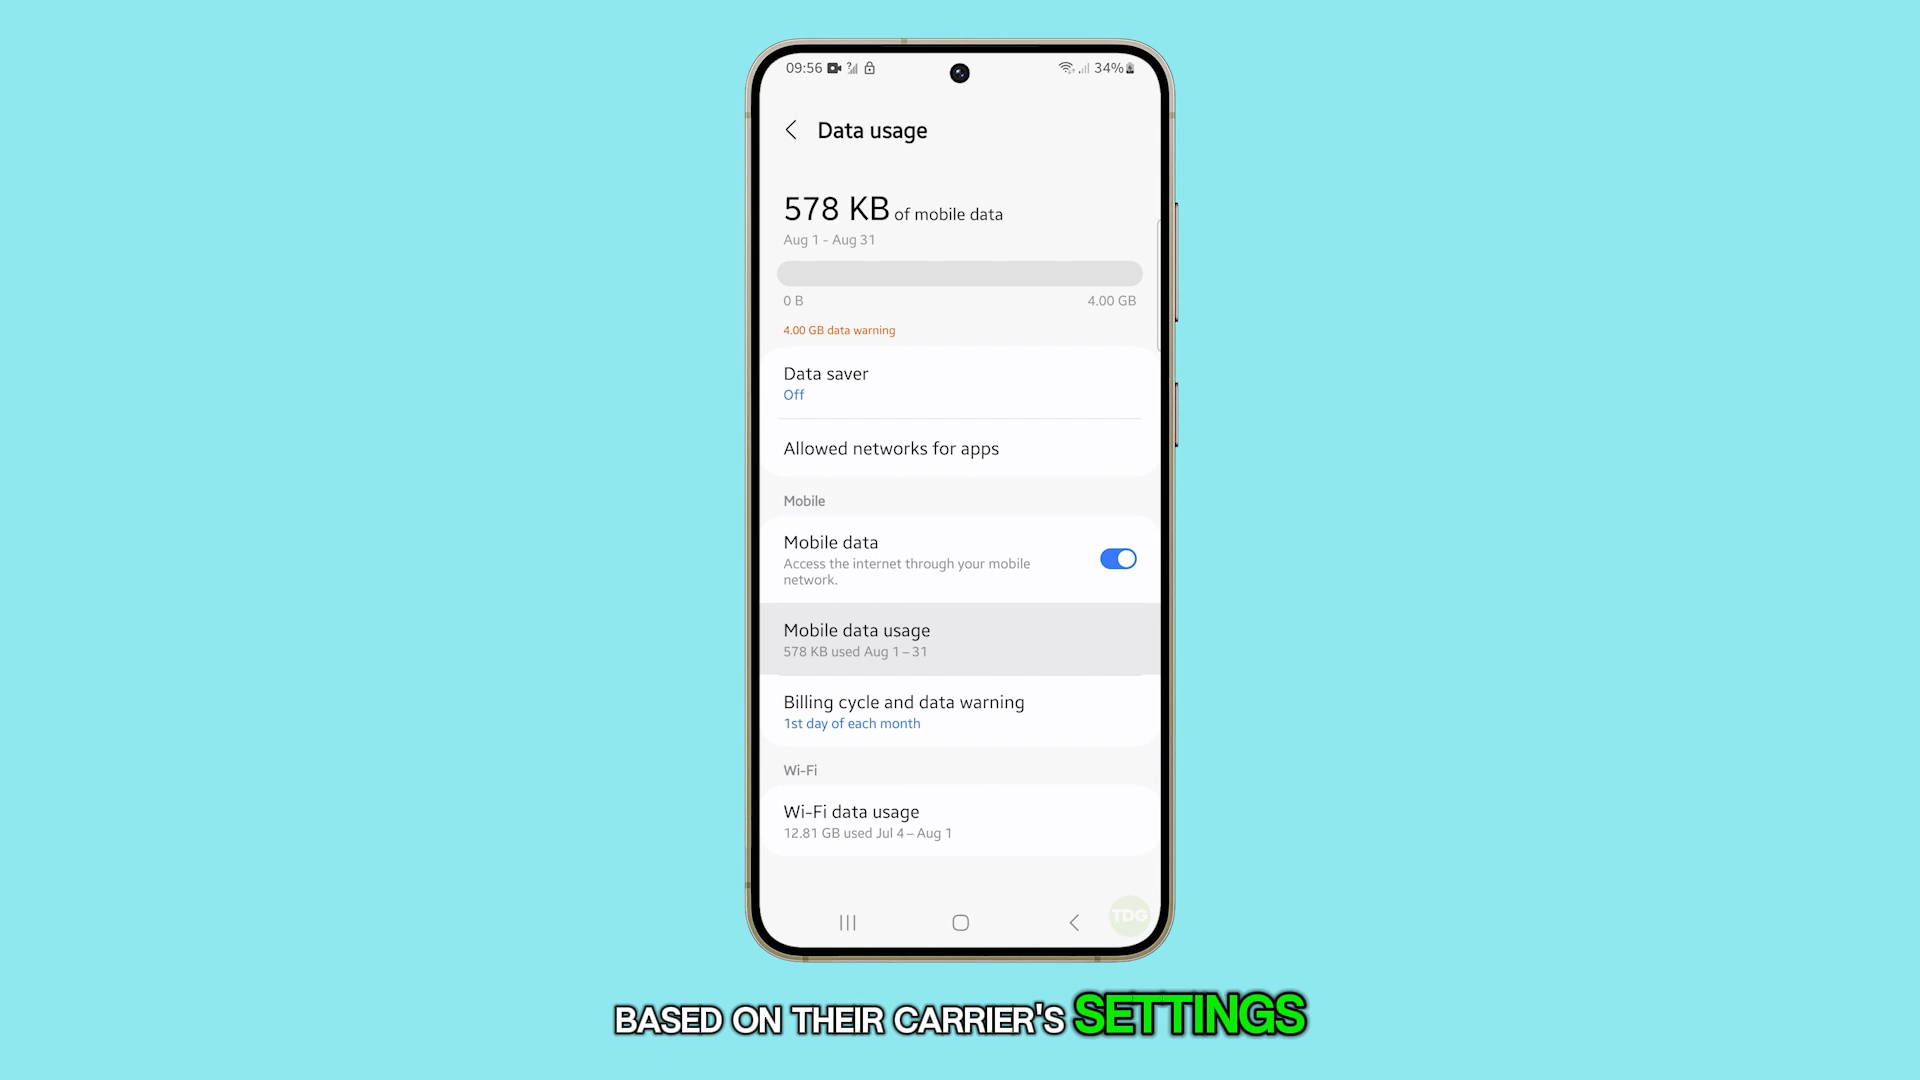 09:56
34%
Data usage
578 KB of mobile data
Aug 1 - Aug 31
0 B 4.00 GB
4.00 GB data warning
Data saver
Off
Allowed networks for apps
Mobile
Mobile data
Access the internet through your mobile
network.
Mobile data usage
578 KB used Aug 1 – 31
Billing cycle and data warning
1st day of each month
Wi-Fi
Wi-Fi data usage
12.81 GB used Jul 4 – Aug 1
TDG
BASED ON THEIR CARRIER'S SETTINGS